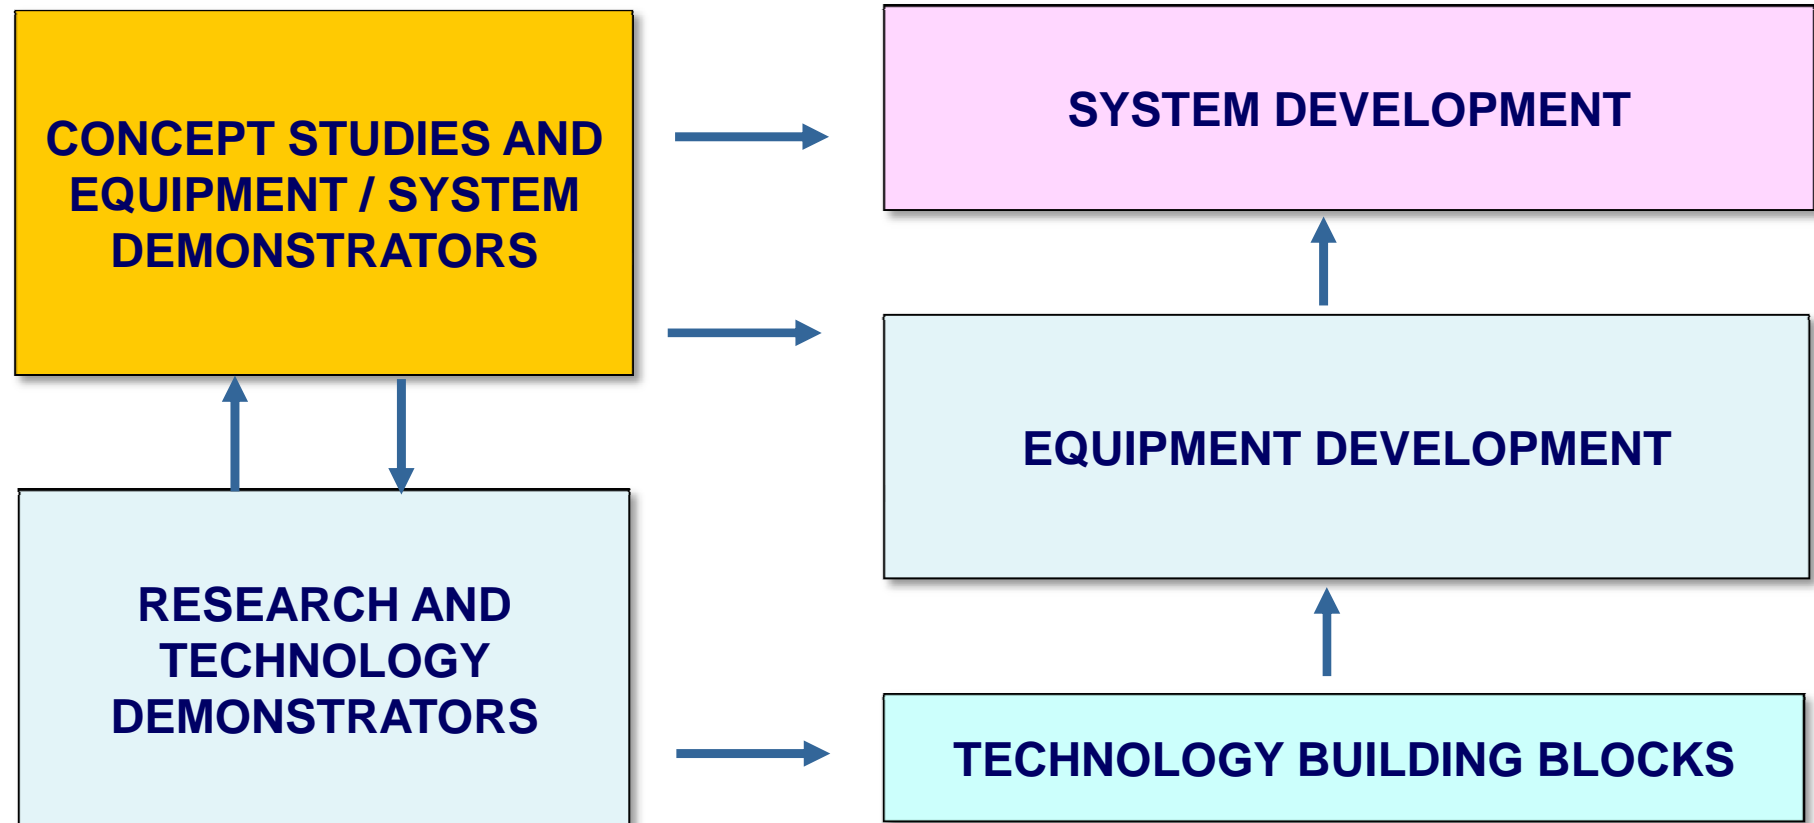 CONCEPT STUDIES AND
EQUIPMENT / SYSTEM
DEMONSTRATORS
SYSTEM DEVELOPMENT
EQUIPMENT DEVELOPMENT
RESEARCH AND
TECHNOLOGY
DEMONSTRATORS
TECHNOLOGY BUILDING BLOCKS